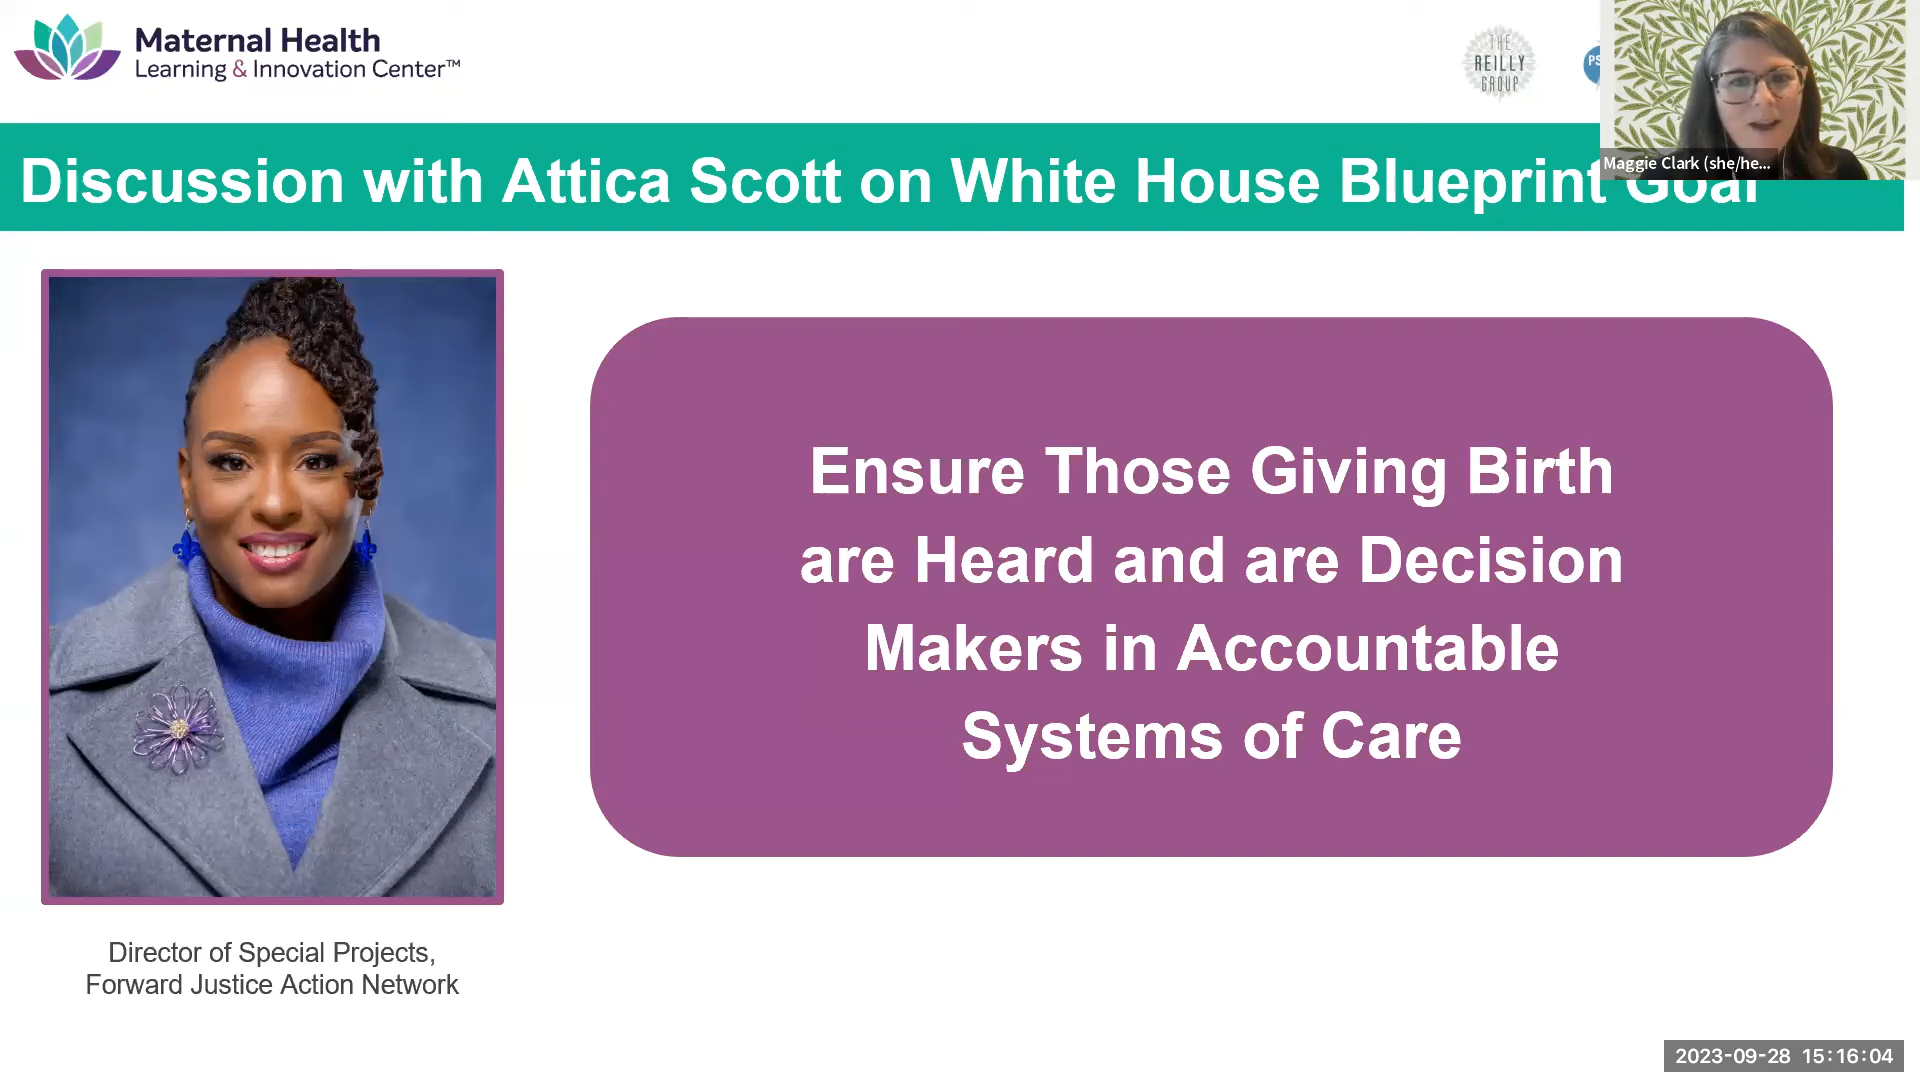 Maternal Health
Learning & Innovation Center™
THE
REILLY
GROUP
PS
Maggie Clark (she/he...
Discussion with Attica Scott on White House Blueprint Goal
Ensure Those Giving Birth
are Heard and are Decision
Makers in Accountable
Systems of Care
Director of Special Projects,
Forward Justice Action Network
2023-09-28 15:16:04